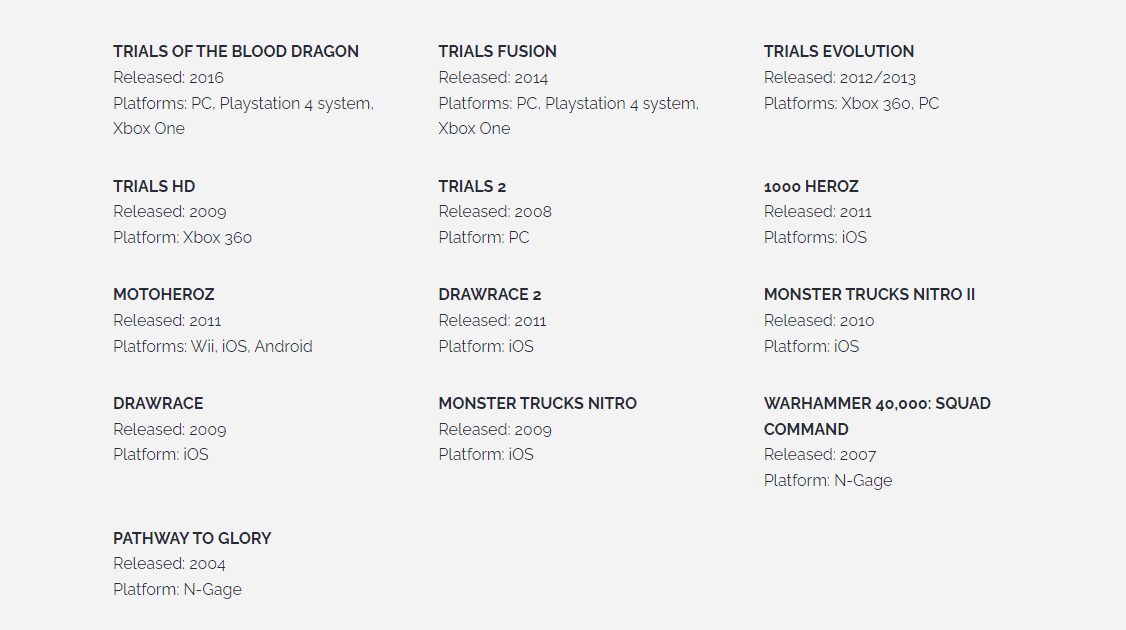 TRIALS OF THE BLOOD DRAGON
Released: 2016
Platforms: PC, Playstation 4 system,
Xbox One
TRIALS FUSION
Released: 2014
Platforms: PC, Playstation 4 system,
Xbox One
TRIALS EVOLUTION
Released: 2012/2013
Platforms: Xbox 360, PC
TRIALS HD
Released: 2009
Platform: Xbox 360
TRIALS 2
Released: 2008
Platform: PC
1000 HEROZ
Released: 2011
Platforms: iOS
MOTOHEROZ
Released: 2011
Platforms: Wii, iOS, Android
DRAWRACE 2
Released: 2011
Platform: iOS
MONSTER TRUCKS NITRO II
Released: 2010
Platform: iOS
DRAWRACE
Released: 2009
Platform: iOS
MONSTER TRUCKS NITRO
Released: 2009
Platform: iOS
WARHAMMER 40,000: SQUAD
COMMAND
Released: 2007
Platform: N-Gage
PATHWAY TO GLORY
Released: 2004
Platform: N-Gage